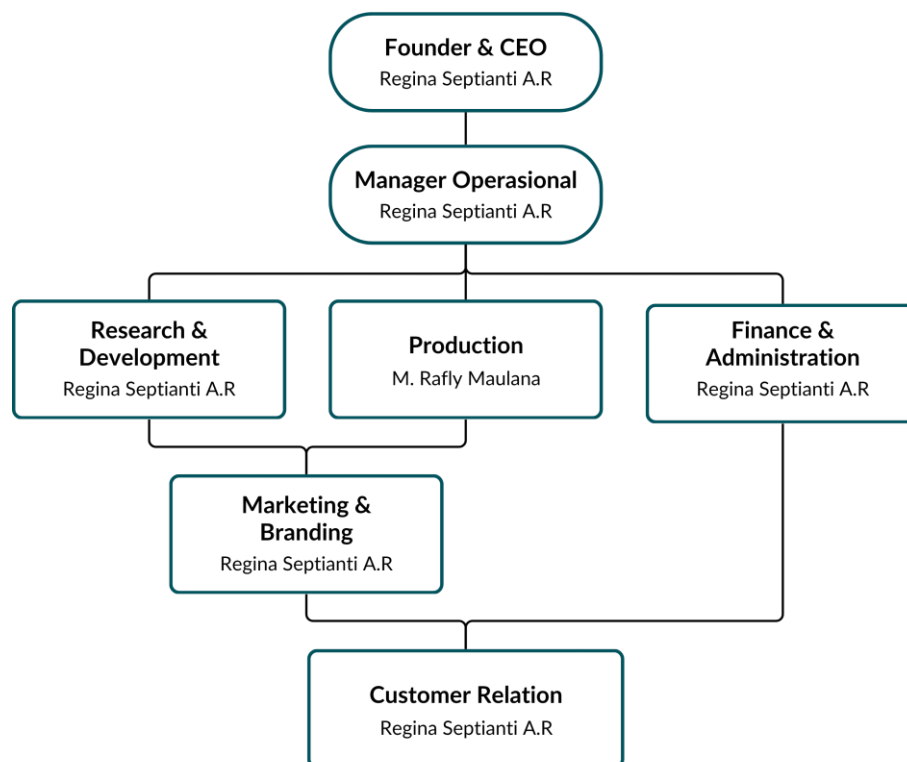 Founder & CEO
Regina Septianti A.R
Manager Operasional
Regina Septianti A.R
Research &
Development
Regina Septianti A.R
Production
M. Rafly Maulana
Finance &
Administration
Regina Septianti A.R
Marketing &
Branding
Regina Septianti A.R
Customer Relation
Regina Septianti A.R